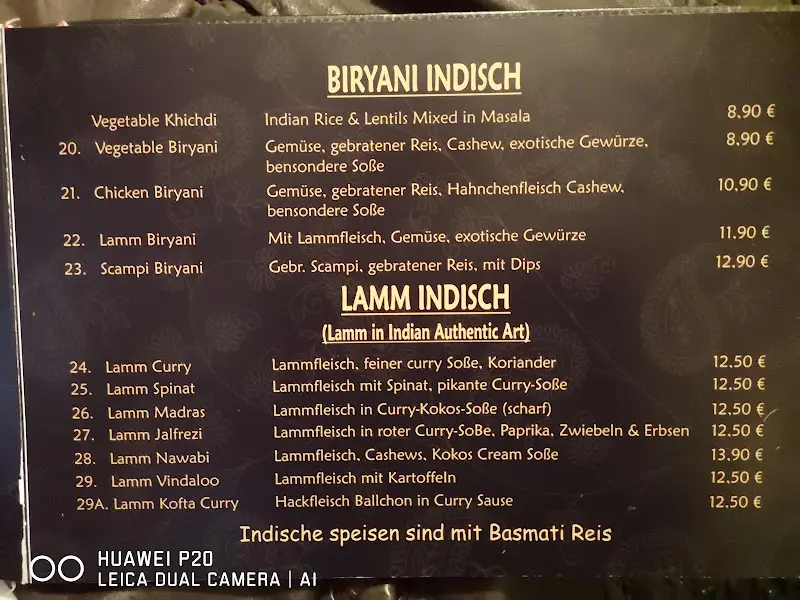 BIRYANI INDISCH
Vegetable Khichdi Indian Rice & Lentils Mixed in Masala 8,90 €
20. Vegetable Biryani Gemüse, gebratener Reis, Cashew, exotische Gewürze, 8,90 €
bensondere Soße
21. Chicken Biryani Gemüse, gebratener Reis, Hahnchenfleisch Cashew, 10,90 €
bensondere Soße
22. Lamm Biryani Mit Lammfleisch, Gemüse, exotische Gewürze 11,90 €
23. Scampi Biryani Gebr. Scampi, gebratener Reis, mit Dips 12,90 €
LAMM INDISCH
(Lamm in Indian Authentic Art)
24. Lamm Curry Lammfleisch, feiner curry Soße, Koriander 12,50 €
25. Lamm Spinat Lammfleisch mit Spinat, pikante Curry-Soße 12,50 €
26. Lamm Madras Lammfleisch in Curry-Kokos-Soße (scharf) 12,50 €
27. Lamm Jalfrezi Lammfleisch in roter Curry-SoBe, Paprika, Zwiebeln & Erbsen 12,50 €
28. Lamm Nawabi Lammfleisch, Cashews, Kokos Cream Soße 13,90 €
29. Lamm Vindaloo Lammfleisch mit Kartoffeln 12,50 €
29A. Lamm Kofta Curry Hackfleisch Ballchon in Curry Sause 12,50 €
Indische speisen sind mit Basmati Reis
HUAWEI P20
LEICA DUAL CAMERA | AI